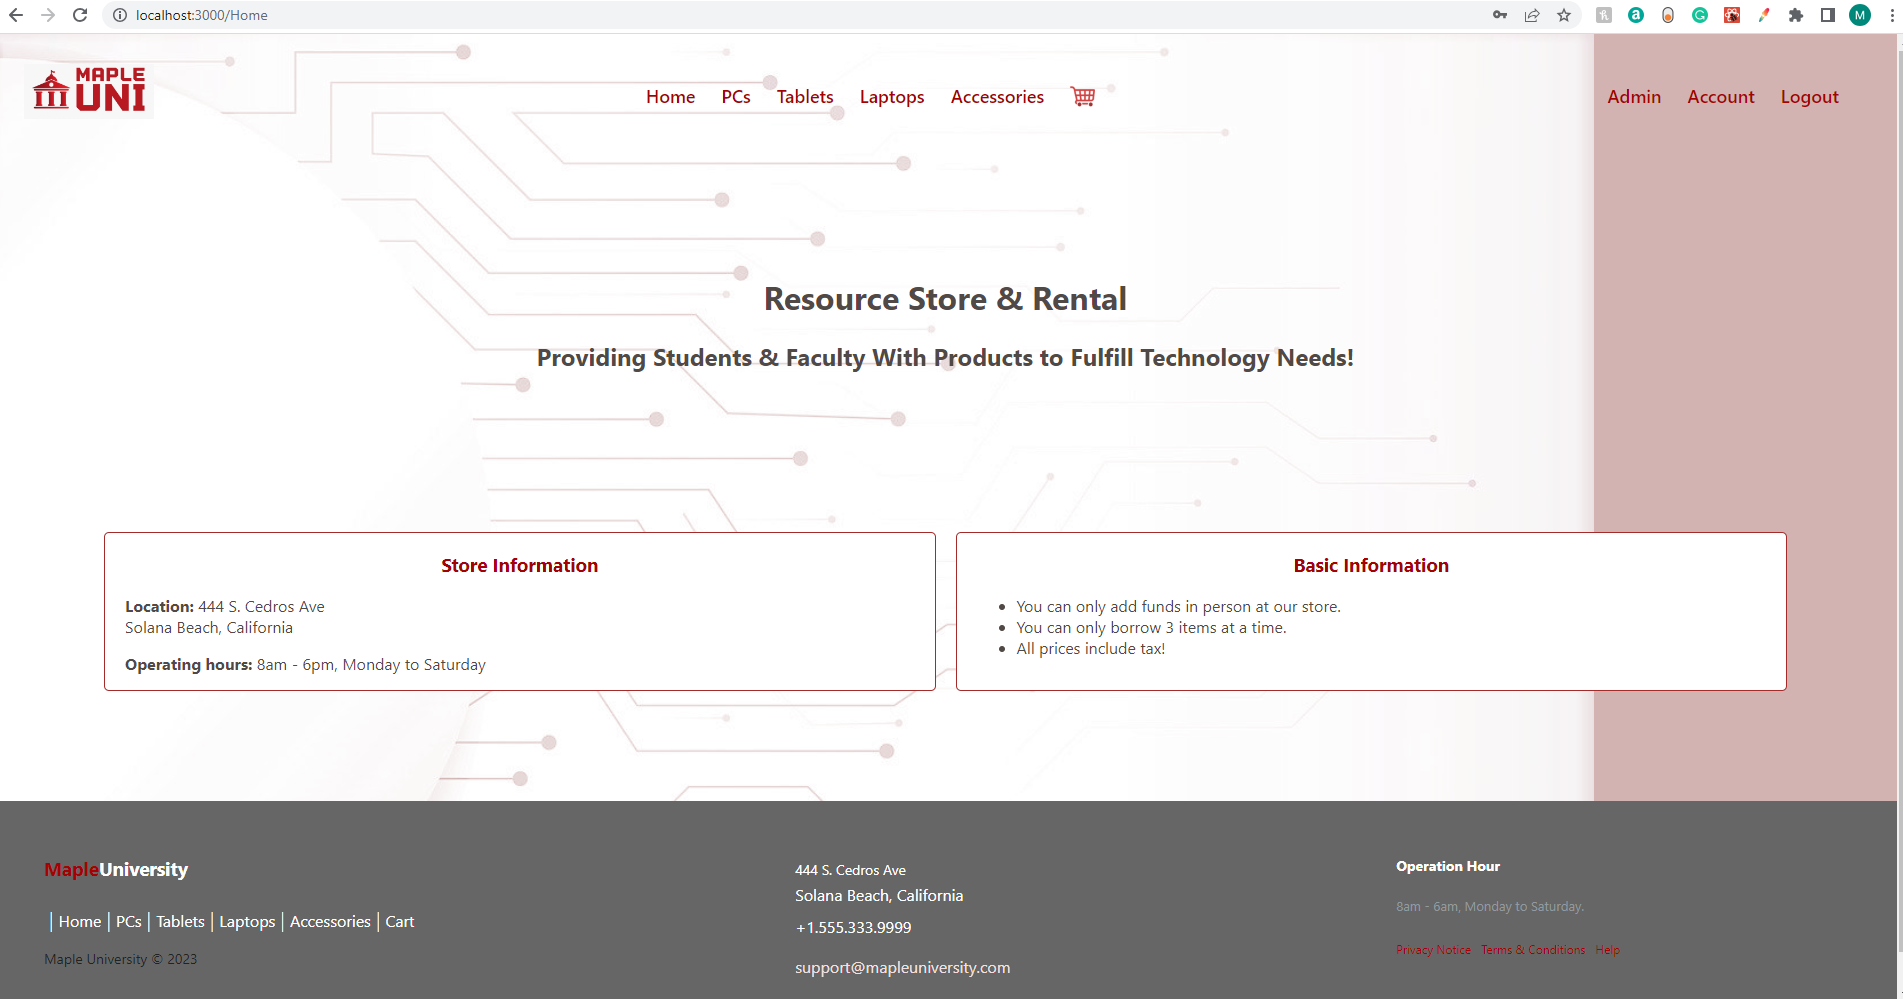 localhost:3000/Home
M
MAPLE
UNI
Home PCs Tablets Laptops Accessories
Admin Account Logout
Resource Store & Rental
Providing Students & Faculty With Products to Fulfill Technology Needs!
Store Information
Location: 444 S. Cedros Ave
Solana Beach, California
Operating hours: 8am - 6pm, Monday to Saturday
Basic Information
• You can only add funds in person at our store.
• You can only borrow 3 items at a time.
• All prices include tax!
MapleUniversity
| Home | PCs | Tablets | Laptops | Accessories | Cart
Maple University © 2023
444 S. Cedros Ave
Solana Beach, California
+1.555.333.9999
support@mapleuniversity.com
Operation Hour
8am - 6am, Monday to Saturday.
Privacy Notice Terms & Conditions Help